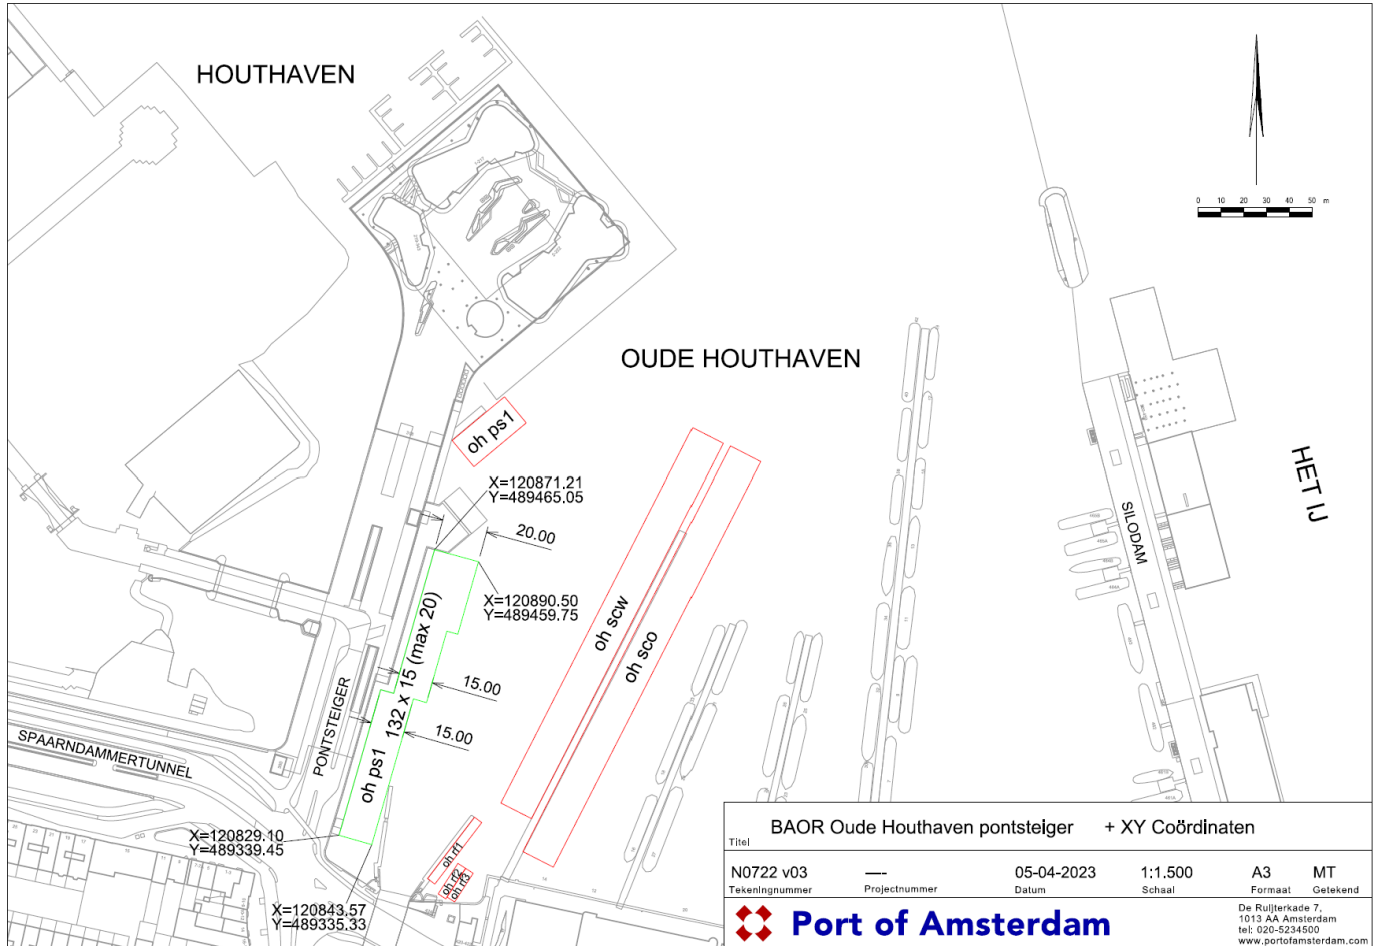 HOUTHAVEN
0 10 20 30 40 50 m
OUDE HOUTHAVEN
oh ps1
X=120871.21
Y=489465.05
20.00
HET IJ
SILODAM
X=120890.50
Y=489459.75
oh scw
oh sco
15.00
15.00
oh ps1 132 x 15 (max 20)
PONTSTEIGER
SPAARNDAMMERTUNNEL
X=120829.10
Y=489339.45
oh rf1
oh rf2
oh rf3
X=120843.57
Y=489335.33
BAOR Oude Houthaven pontsteiger + XY Coördinaten
Titel
N0722 v03 —- 05-04-2023 1:1.500 A3 MT
Tekeningnummer Projectnummer Datum Schaal Formaat Getekend
Port of Amsterdam
De Ruijterkade 7,
1013 AA Amsterdam
tel: 020-5234500
www.portofamsterdam.com